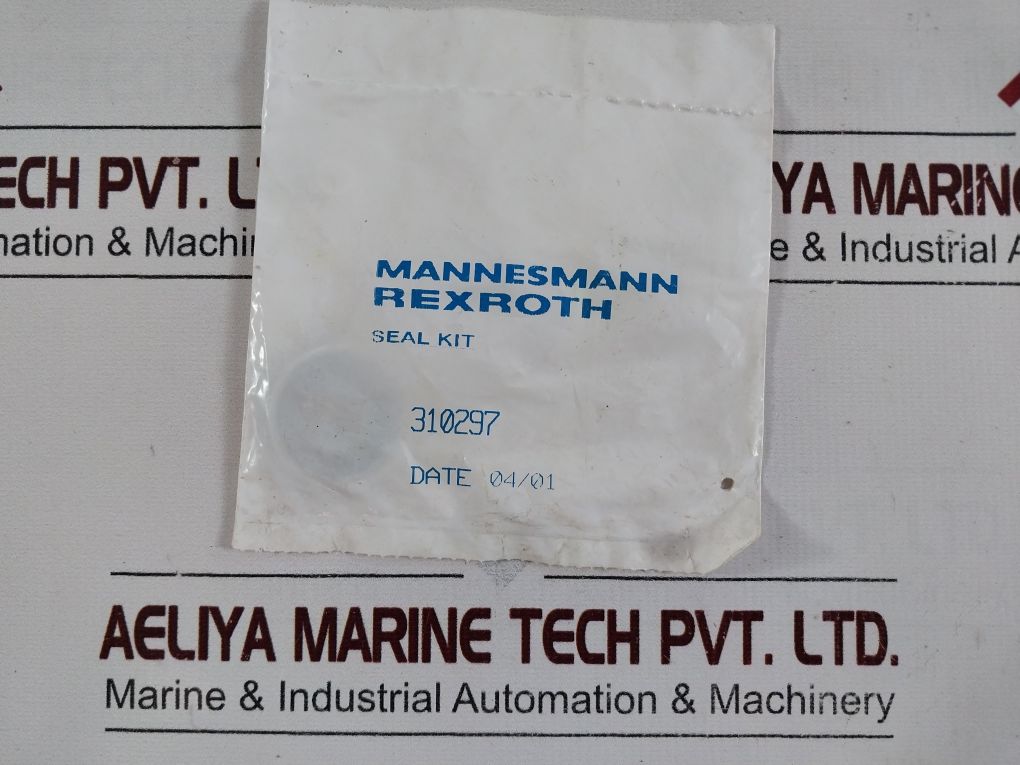 ECH PVT. L
nation & Machin
YA MARINE
e & Industrial A
MANNESMANN
REXROTH
SEAL KIT
310297
DATE 04/01
AELIYA MARINE TECH PVT. LTD.
Marine & Industrial Automation & Machinery